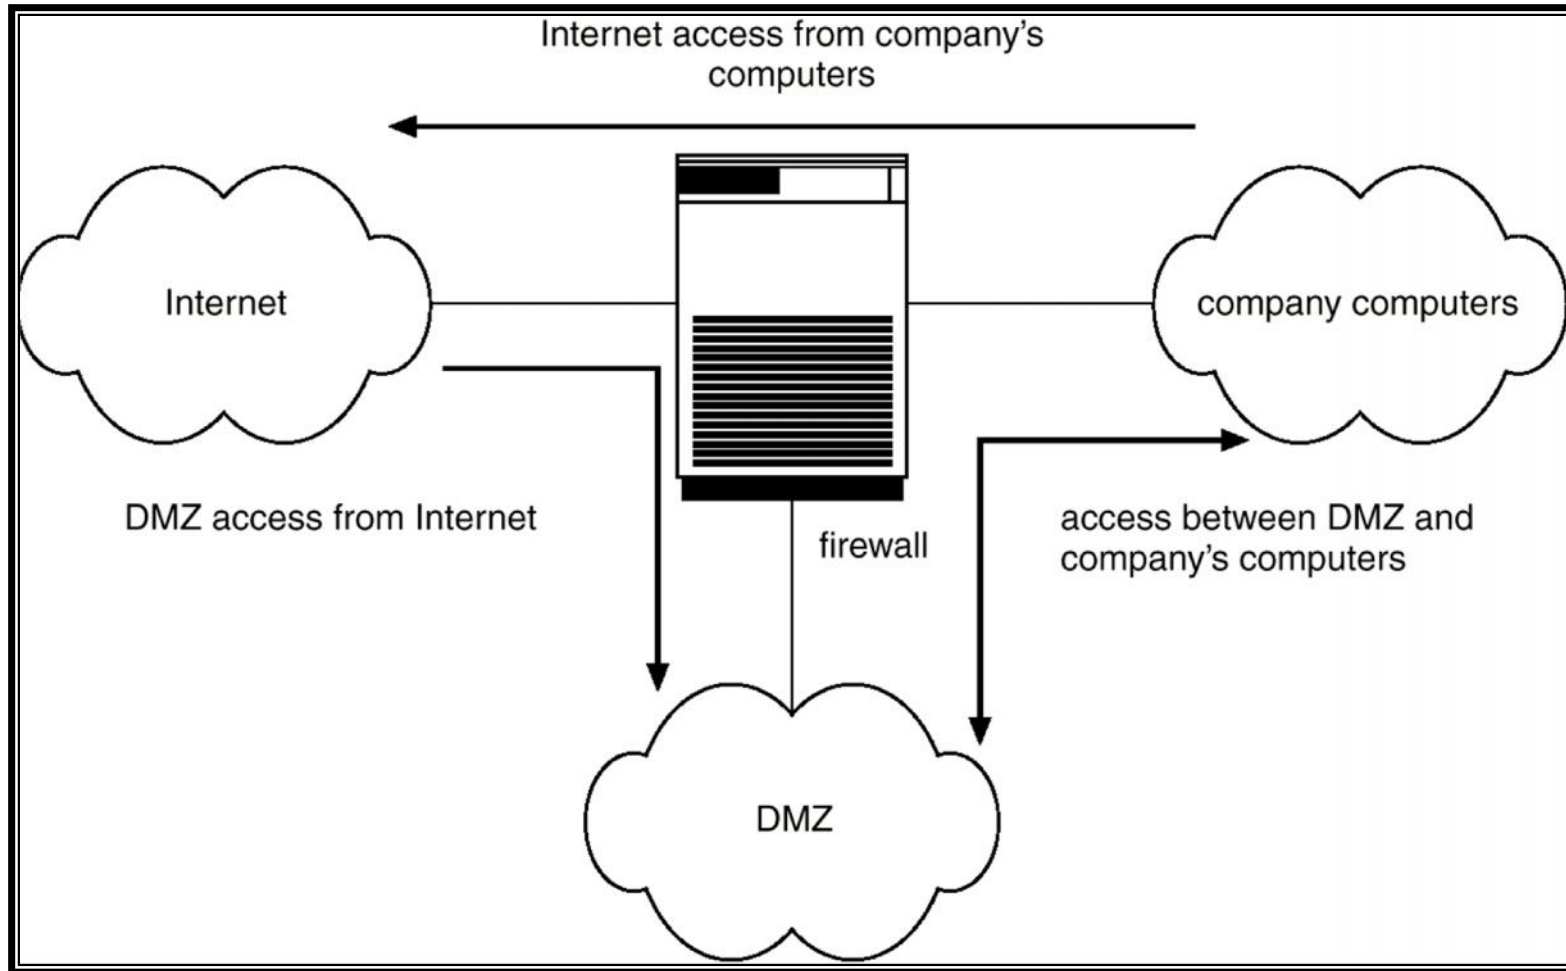 Internet access from company’s
computers
Internet
company computers
DMZ access from Internet
firewall
access between DMZ and
company’s computers
DMZ